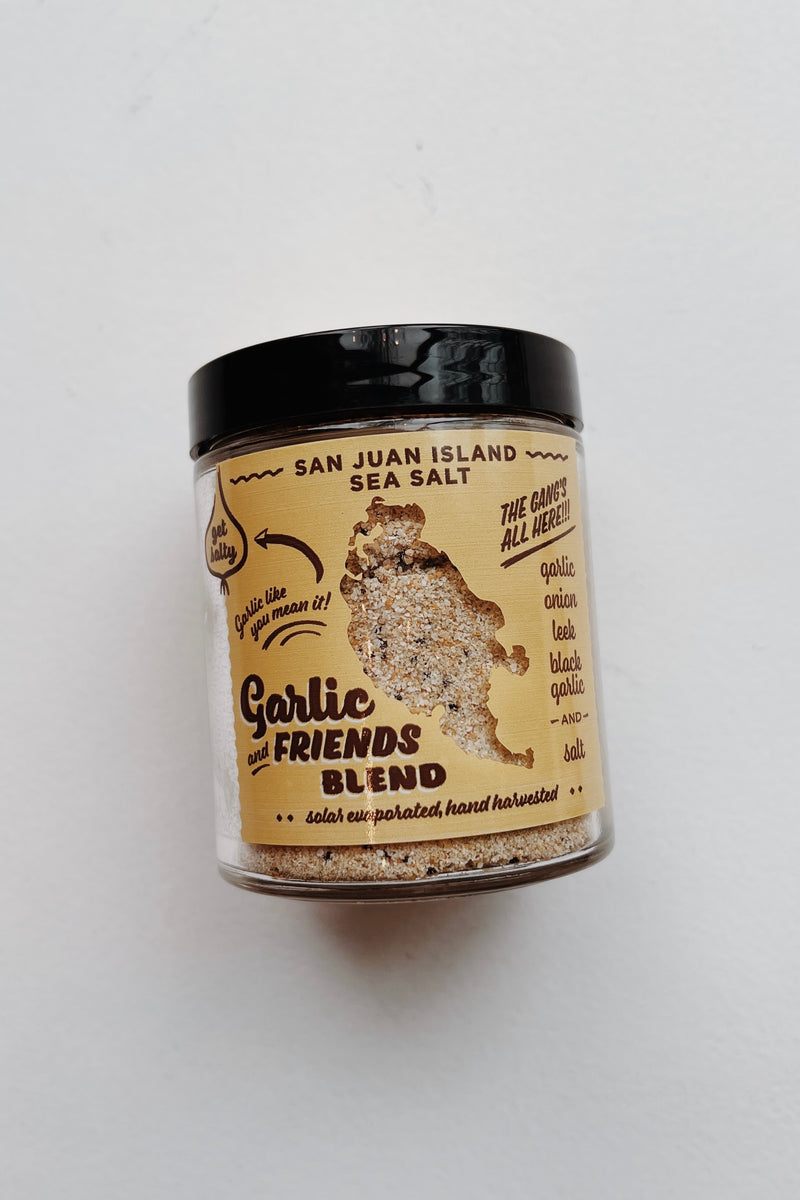 SAN JUAN ISLAND
SEA SALT
get
salty
Garlic like
you mean it!
THE GANG'S
ALL HERE!!!
garlic
onion
leek
black
garlic
AND
salt
Garlic
and FRIENDS
BLEND
solar evaporated, hand harvested